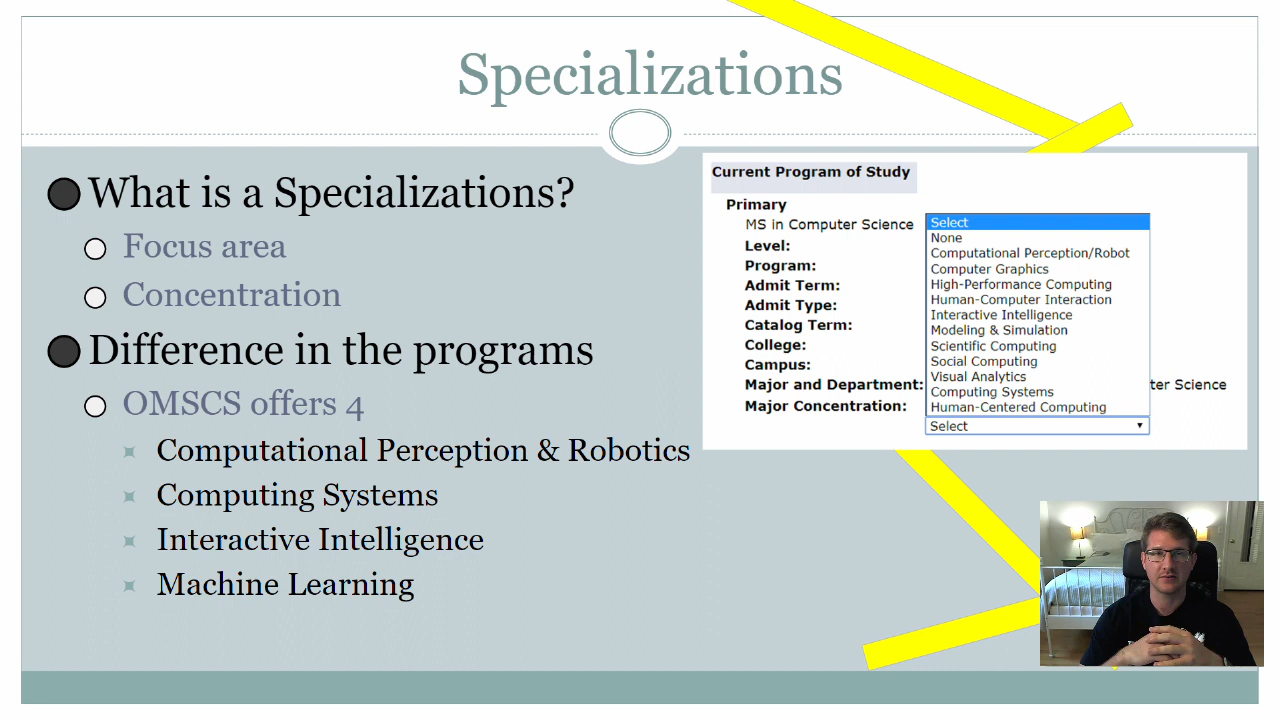 Specializations
What is a Specializations?
Focus area
Concentration
Difference in the programs
OMSCS offers 4
Computational Perception & Robotics
Computing Systems
Interactive Intelligence
Machine Learning
Current Program of Study
Primary
MS in Computer Science
Level:
Program:
Admit Term:
Admit Type:
Catalog Term:
College:
Campus:
Major and Department:
ter Science
Major Concentration:
Select
None
Computational Perception/Robot
Computer Graphics
High-Performance Computing
Human-Computer Interaction
Interactive Intelligence
Modeling & Simulation
Scientific Computing
Social Computing
Visual Analytics
Computing Systems
Human-Centered Computing
Select